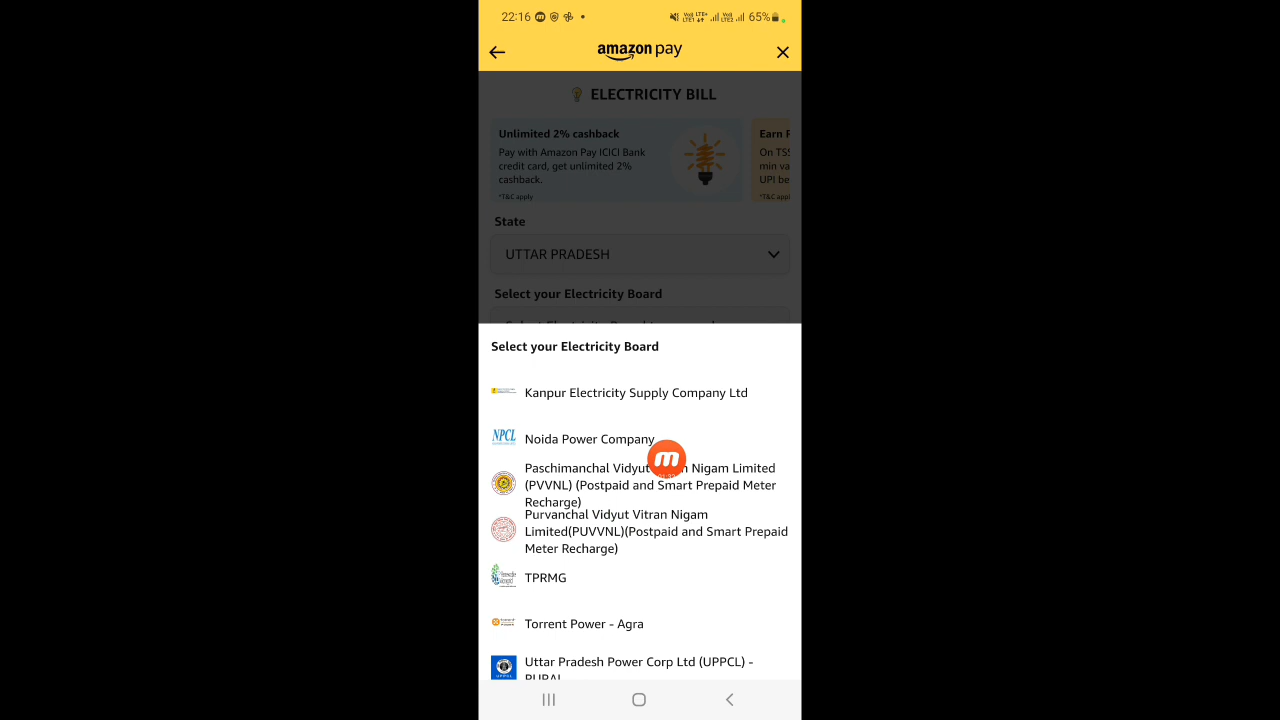 22:16
65%
amazon pay
ELECTRICITY BILL
Unlimited 2% cashback
Pay with Amazon Pay ICICI Bank
credit card, get unlimited 2%
cashback.
*T&C apply
Earn
On TSS
min va
UPI be
State
UTTAR PRADESH
Select your Electricity Board
Select your Electricity Board
Kanpur Electricity Supply Company Ltd
NPCL
Noida Power Company
Paschimanchal Vidyut Nigam Limited
(PVVNL) (Postpaid and Smart Prepaid Meter
Recharge)
Purvanchal Vidyut Vitran Nigam
Limited(PUVVNL)(Postpaid and Smart Prepaid
Meter Recharge)
TPRMG
Torrent Power - Agra
Uttar Pradesh Power Corp Ltd (UPPCL) -
RURAL